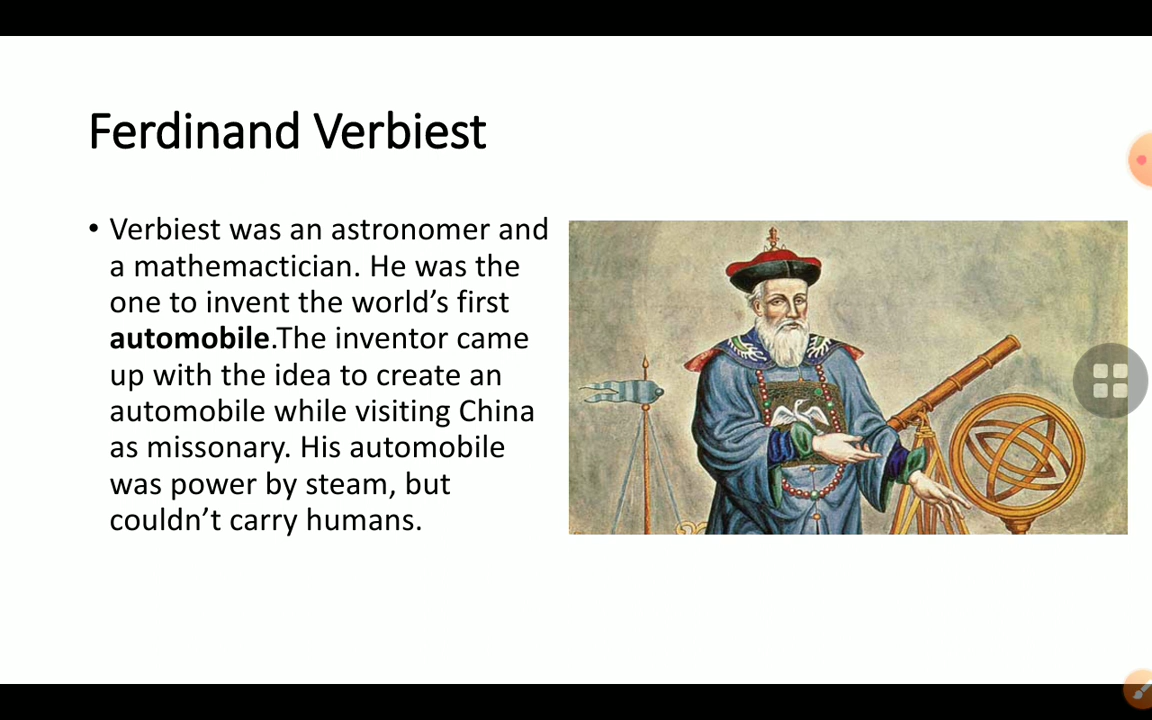 Ferdinand Verbiest
• Verbiest was an astronomer and
a mathemactician. He was the
one to invent the world’s first
automobile.The inventor came
up with the idea to create an
automobile while visiting China
as missonary. His automobile
was power by steam, but
couldn’t carry humans.